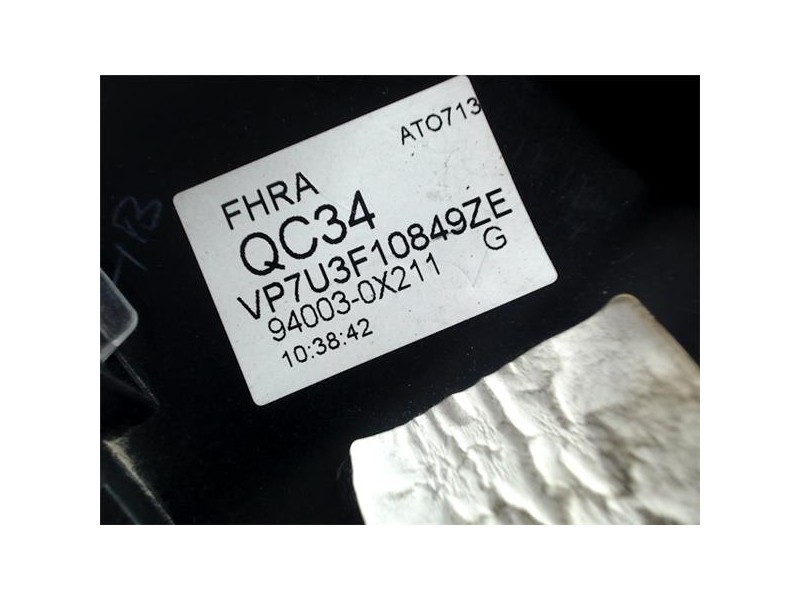 ATO713
FHRA
QC34
VP7U3F10849ZE
94003-0X211
G
10:38:42